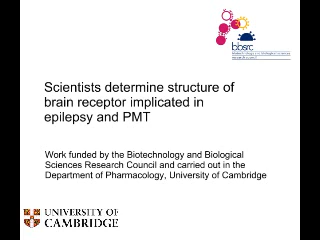 bbsrc
Scientists determine structure of
brain receptor implicated in
epilepsy and PMT
Work funded by the Biotechnology and Biological
Sciences Research Council and carried out in the
Department of Pharmacology, University of Cambridge
UNIVERSITY OF
CAMBRIDGE